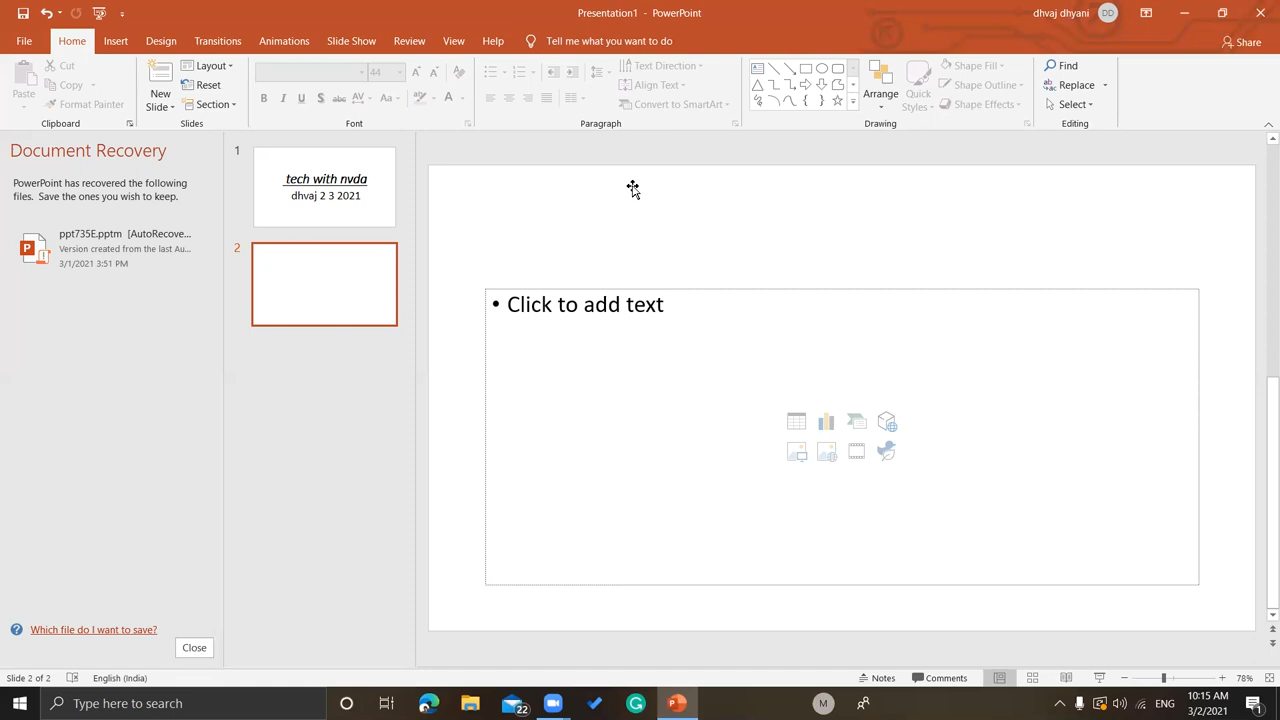 Presentation1 - PowerPoint
dhvaj dhyani DD
File Home Insert Design Transitions Animations Slide Show Review View Help Tell me what you want to do Share
Paste
Cut
Copy
Format Painter
Clipboard
New Slide
Layout
Reset
Section
Slides
44
B I U S AV Aa A
Font
Text Direction
Align Text
Convert to SmartArt
Paragraph
Arrange
Quick Styles
Shape Fill
Shape Outline
Shape Effects
Drawing
Find
Replace
Select
Editing
Document Recovery
PowerPoint has recovered the following
files. Save the ones you wish to keep.
ppt735E.pptm [AutoRecove...
Version created from the last Au...
3/1/2021 3:51 PM
Which file do I want to save?
Close
1
tech with nvda
dhvaj 2 3 2021
2
• Click to add text
Slide 2 of 2 English (India) Notes Comments 78%
Type here to search
22
M
ENG
10:15 AM
3/2/2021
1